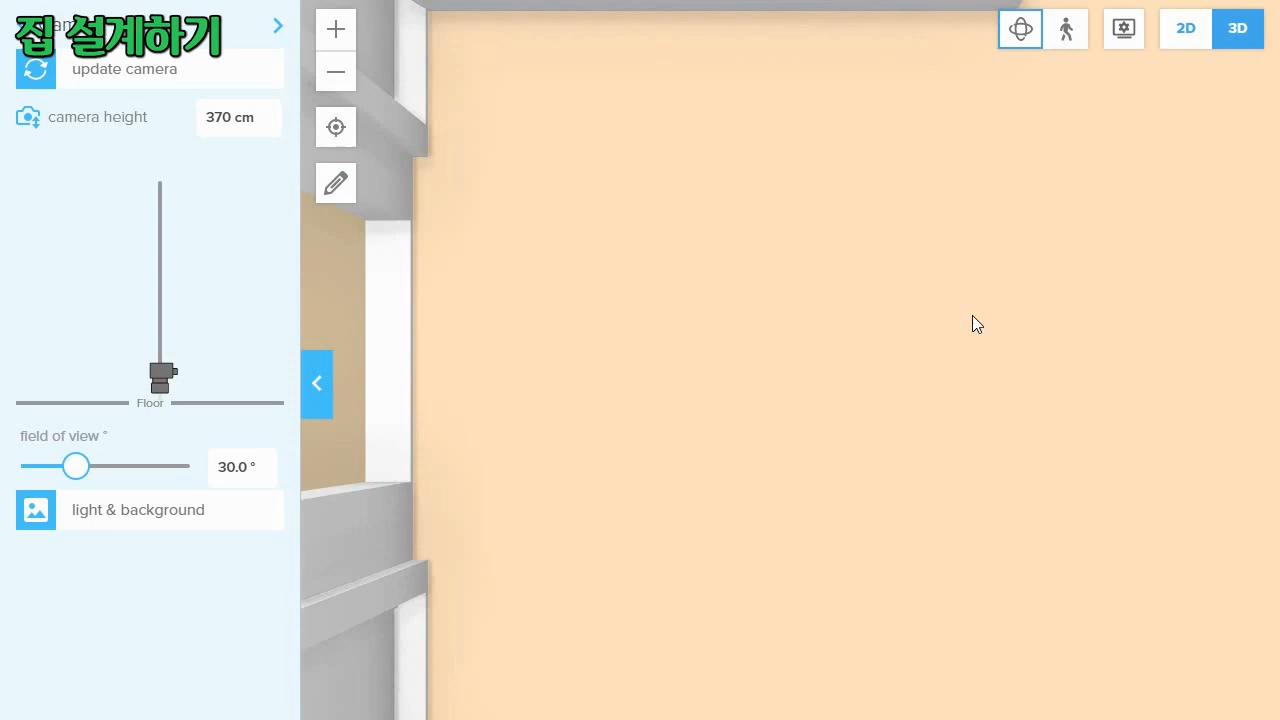 집 설계하기
update camera
camera height
370 cm
Floor
field of view °
30.0 °
light & background
2D
3D